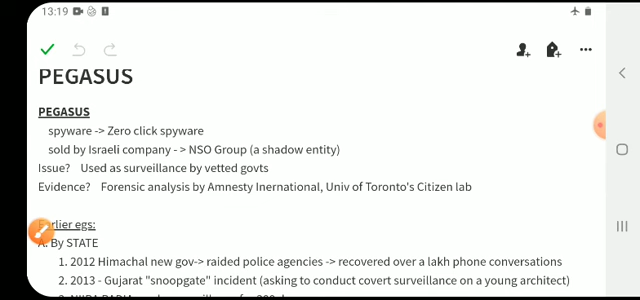 13:19
PEGASUS
PEGASUS
spyware -> Zero click spyware
sold by Israeli company - > NSO Group (a shadow entity)
Issue? Used as surveillance by vetted govts
Evidence? Forensic analysis by Amnesty Inernational, Univ of Toronto's Citizen lab
egs:
A. By STATE
1. 2012 Himachal new gov-> raided police agencies -> recovered over a lakh phone conversations
2. 2013 - Gujarat "snoopgate" incident (asking to conduct covert surveillance on a young architect)